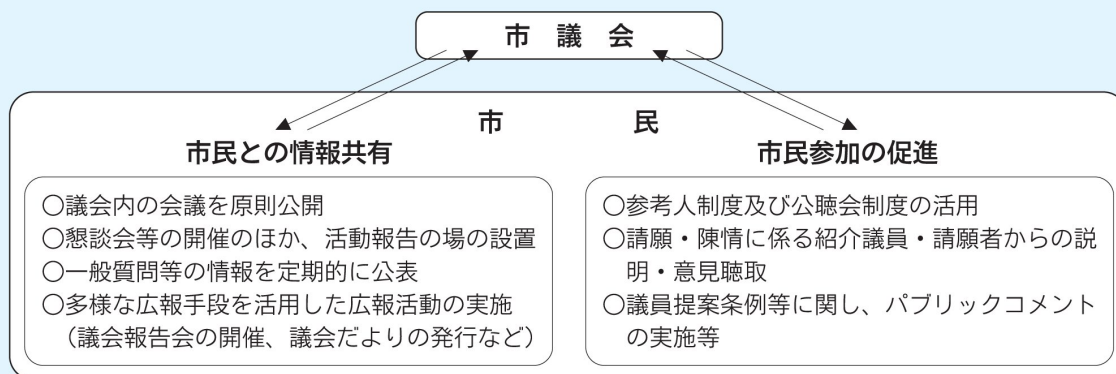 市　議　会
市　　　　民
市民との情報共有
○議会内の会議を原則公開
○懇談会等の開催のほか、活動報告の場の設置
○一般質問等の情報を定期的に公表
○多様な広報手段を活用した広報活動の実施
（議会報告会の開催、議会だよりの発行など）
市民参加の促進
○参考人制度及び公聴会制度の活用
○請願・陳情に係る紹介議員・請願者からの説
明・意見聴取
○議員提案条例等に関し、パブリックコメント
の実施等